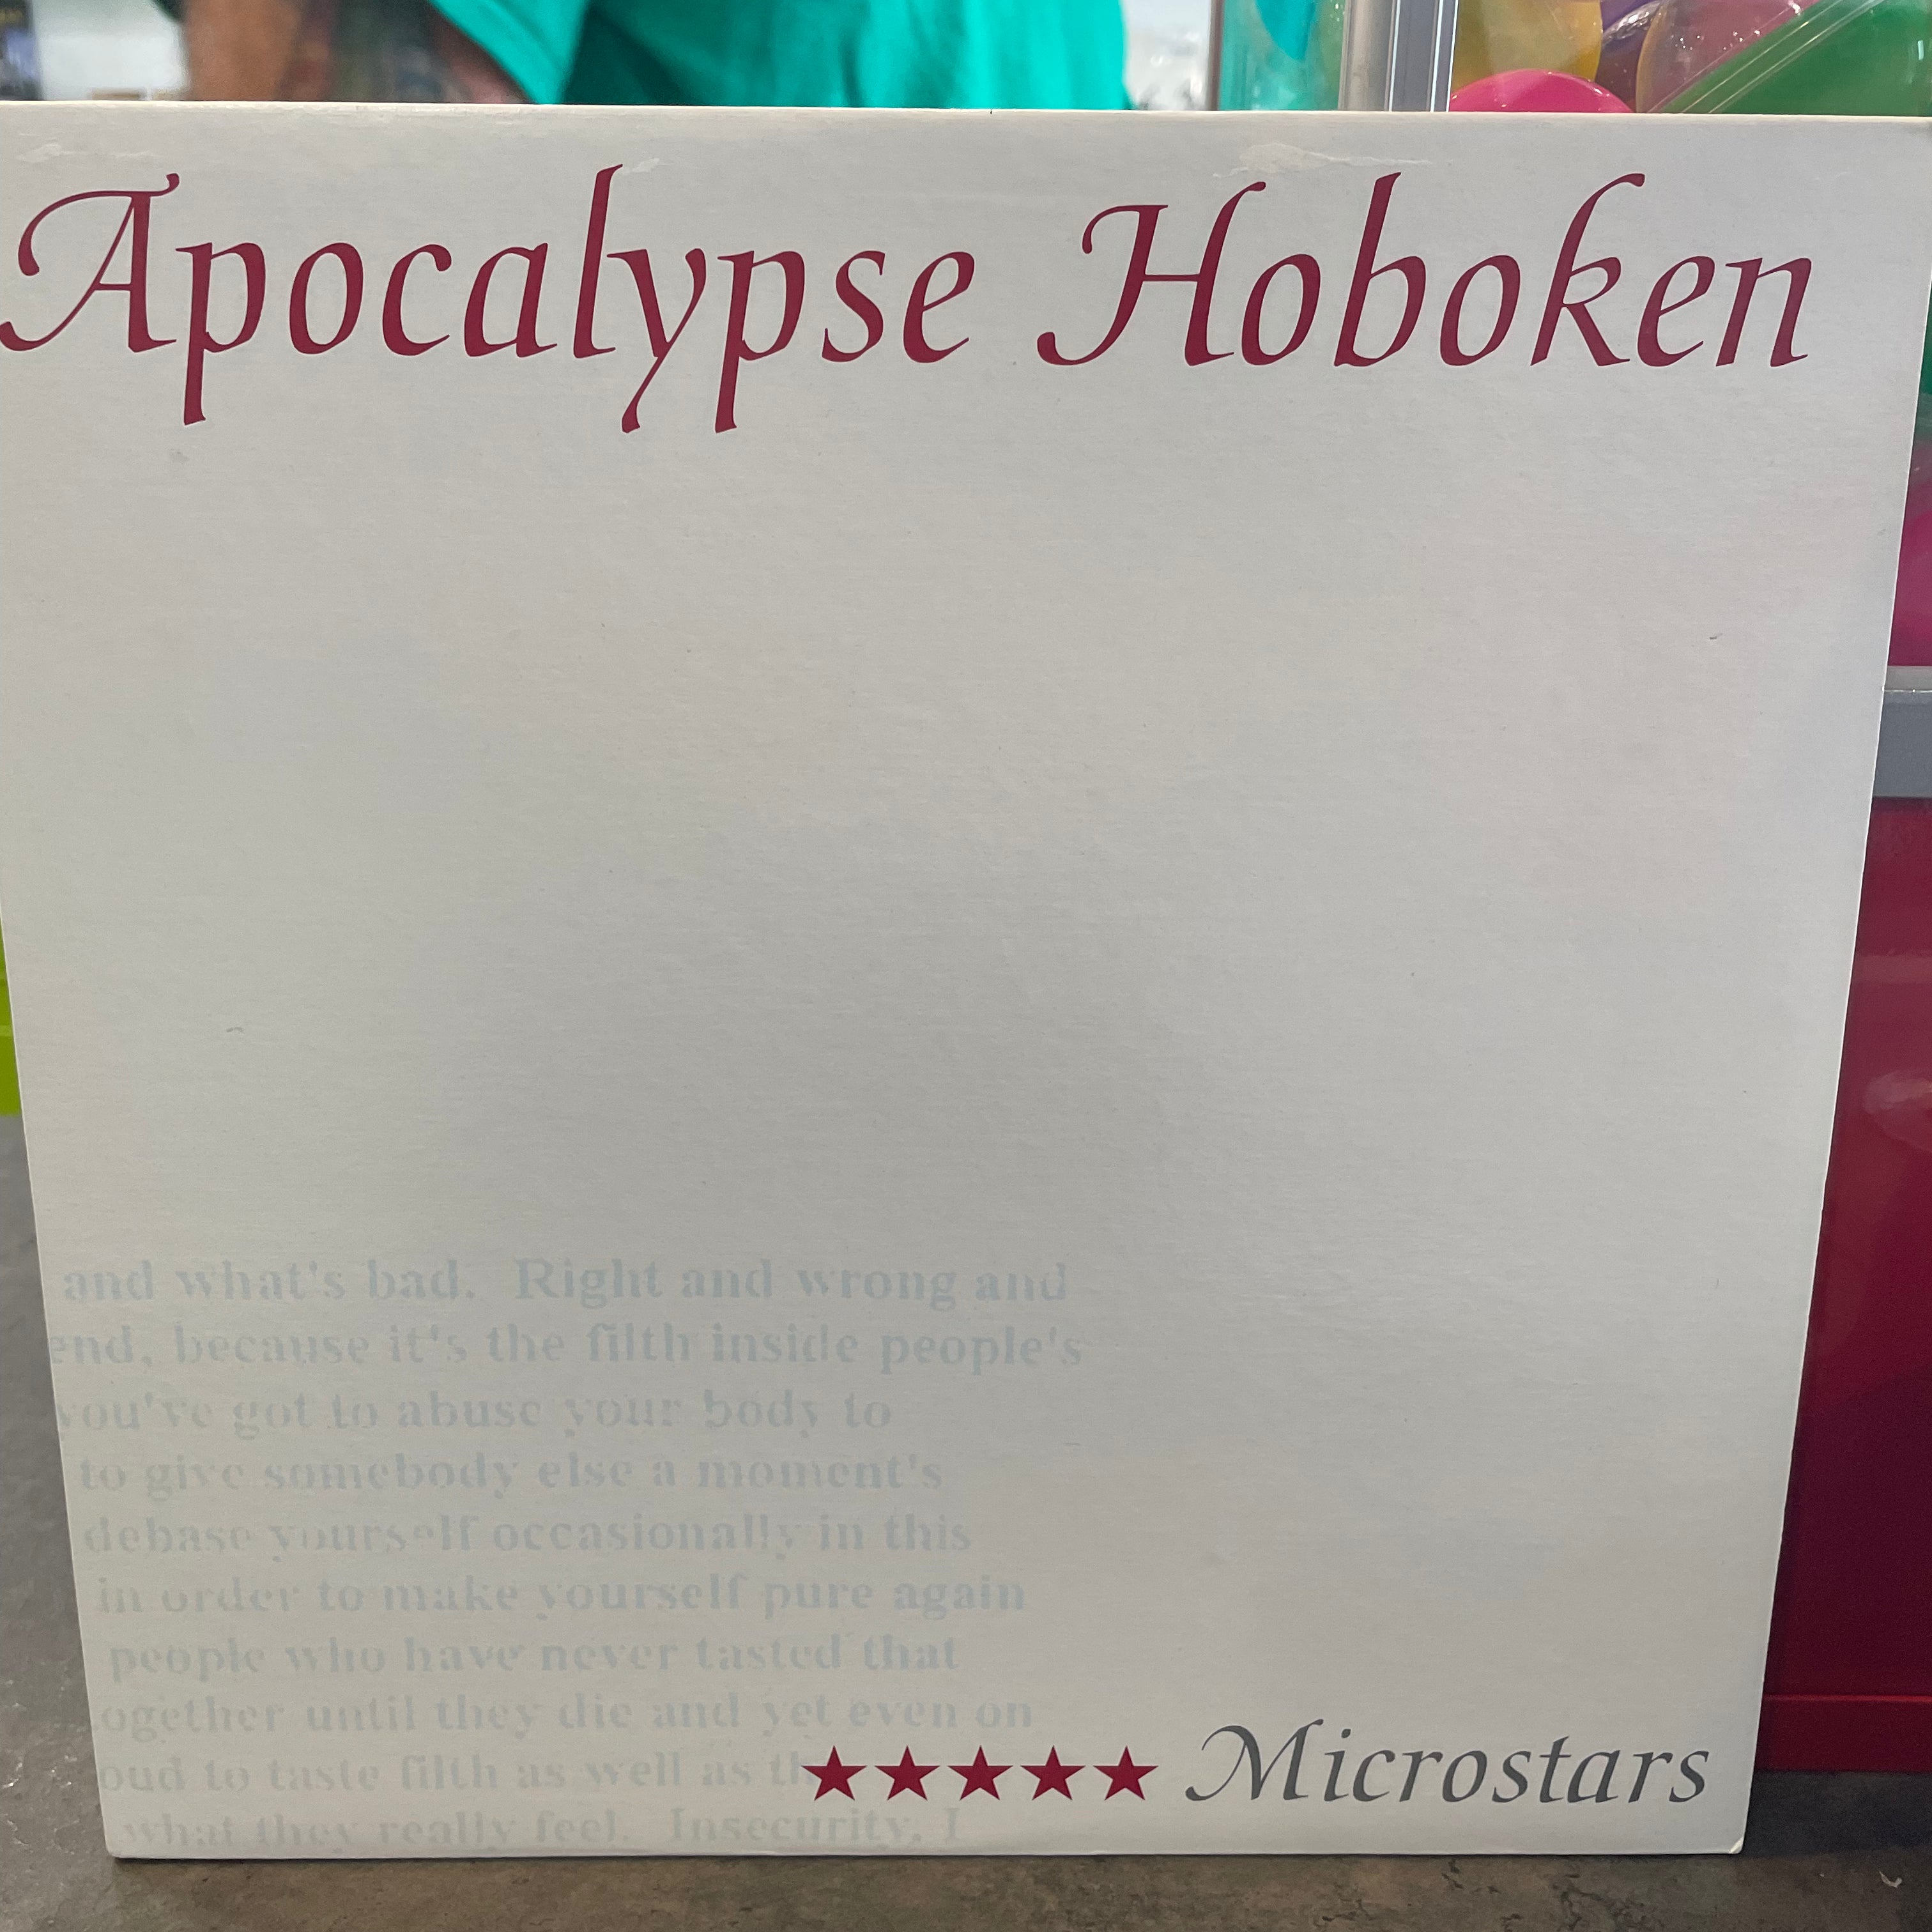 Apocalypse Hoboken
and what's bad. Right and wrong and
end, because it's the filth inside people's
you've got to abuse your body to
to give somebody else a moment's
debase yourself occasionally in this
in order to make yourself pure again
people who have never tasted that
ogether until they die and yet even on
oud to taste filth as well as th
★★★★★ Microstars
what they really feel. Insecurity, I